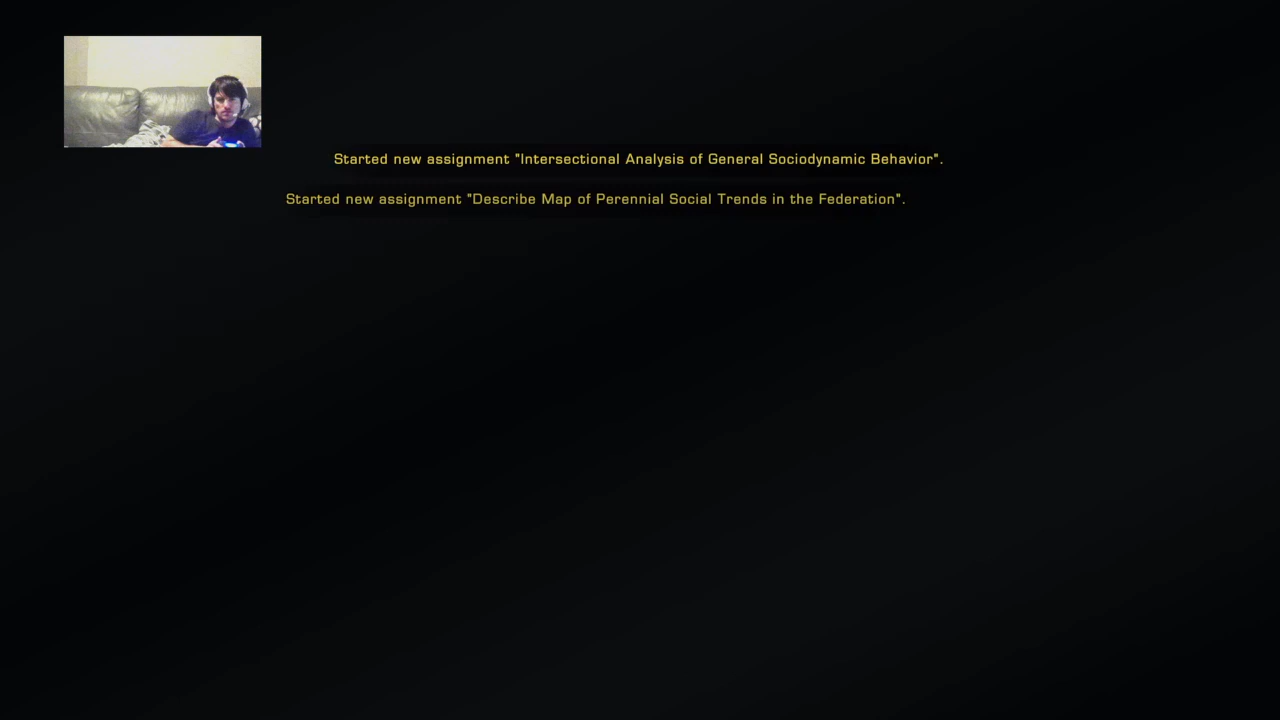 Started new assignment "Intersectional Analysis of General Sociodynamic Behavior".
Started new assignment "Describe Map of Perennial Social Trends in the Federation".